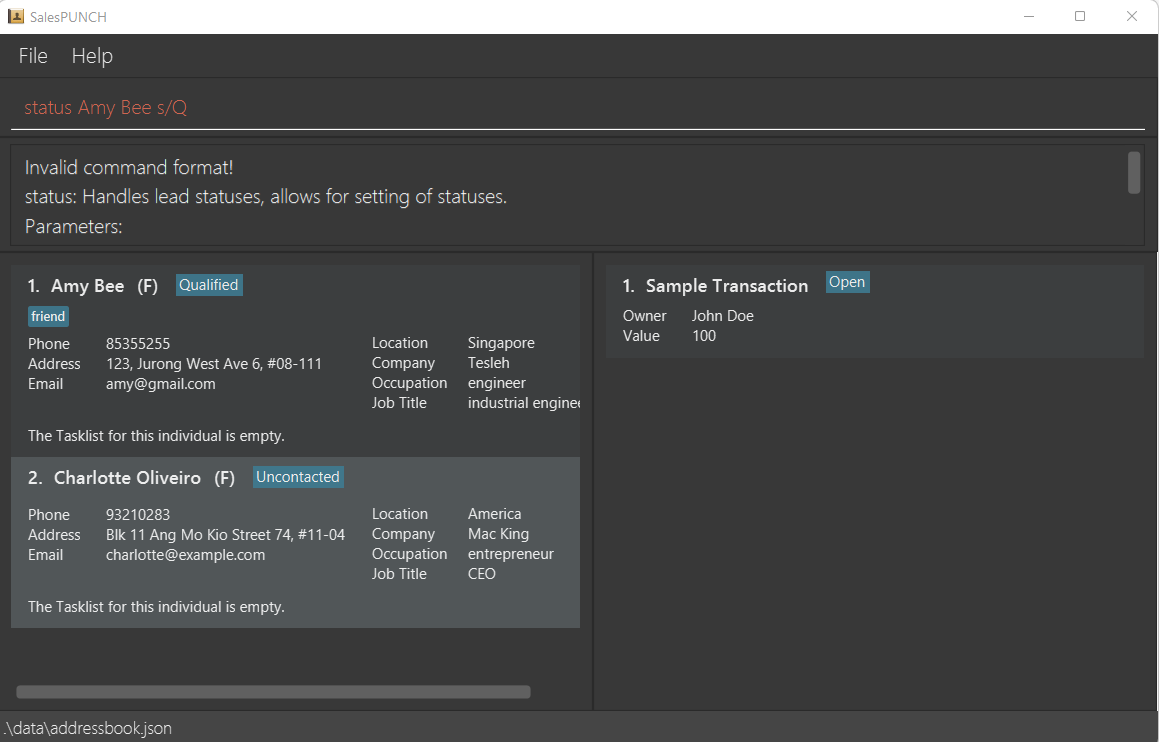 SalesPUNCH
File Help
status Amy Bee s/Q
Invalid command format!
status: Handles lead statuses, allows for setting of statuses.
Parameters:
1. Amy Bee (F) Qualified
friend
Phone 85355255
Address 123, Jurong West Ave 6, #08-111
Email amy@gmail.com
Location Singapore
Company Tesleh
Occupation engineer
Job Title industrial enginee
The Tasklist for this individual is empty.
2. Charlotte Oliveiro (F) Uncontacted
Phone 93210283
Address Blk 11 Ang Mo Kio Street 74, #11-04
Email charlotte@example.com
Location America
Company Mac King
Occupation entrepreneur
Job Title CEO
The Tasklist for this individual is empty.
1. Sample Transaction Open
Owner John Doe
Value 100
.\data\addressbook.json